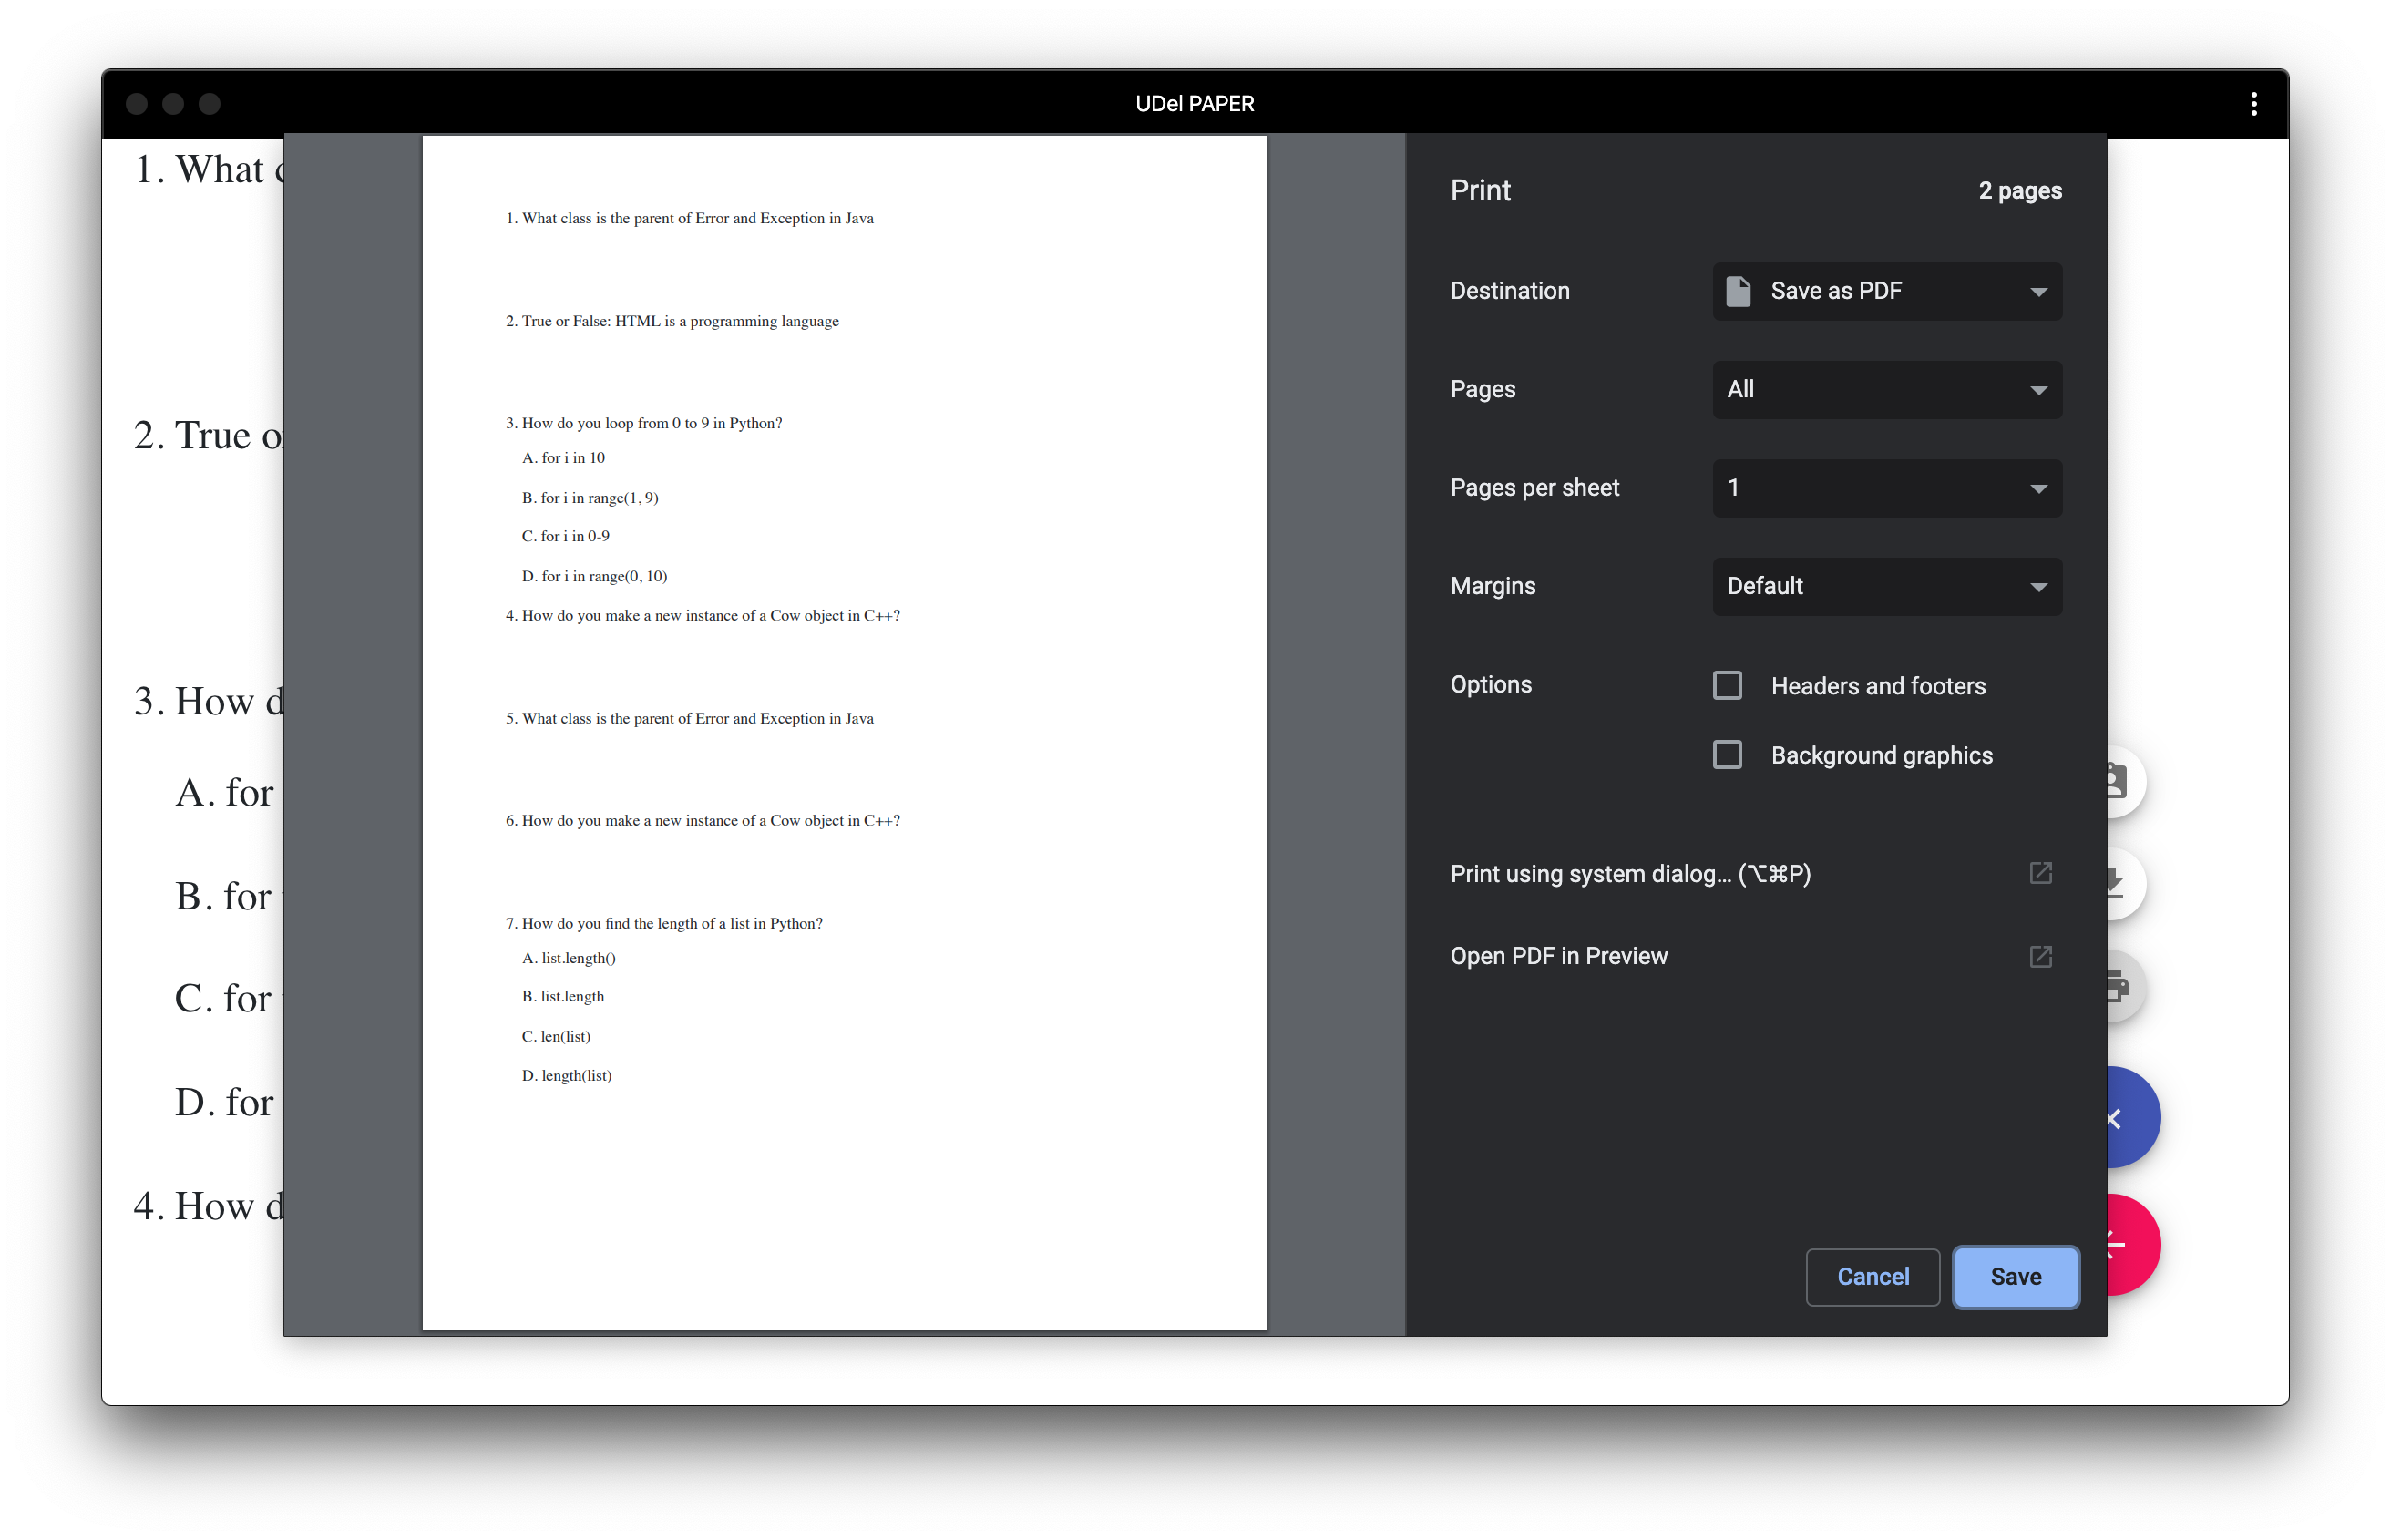 UDel PAPER
1. What
2. True
3. How
A. for
B. for
C. for
D. for
4. How
1. What class is the parent of Error and Exception in Java
2. True or False: HTML is a programming language
3. How do you loop from 0 to 9 in Python?
A. for i in 10
B. for i in range(1, 9)
C. for i in 0-9
D. for i in range(0, 10)
4. How do you make a new instance of a Cow object in C++?
5. What class is the parent of Error and Exception in Java
6. How do you make a new instance of a Cow object in C++?
7. How do you find the length of a list in Python?
A. list.length()
B. list.length
C. len(list)
D. length(list)
Print 2 pages
Destination Save as PDF
Pages All
Pages per sheet 1
Margins Default
Options Headers and footers
Background graphics
Print using system dialog... (⌥⌘P)
Open PDF in Preview
Cancel Save